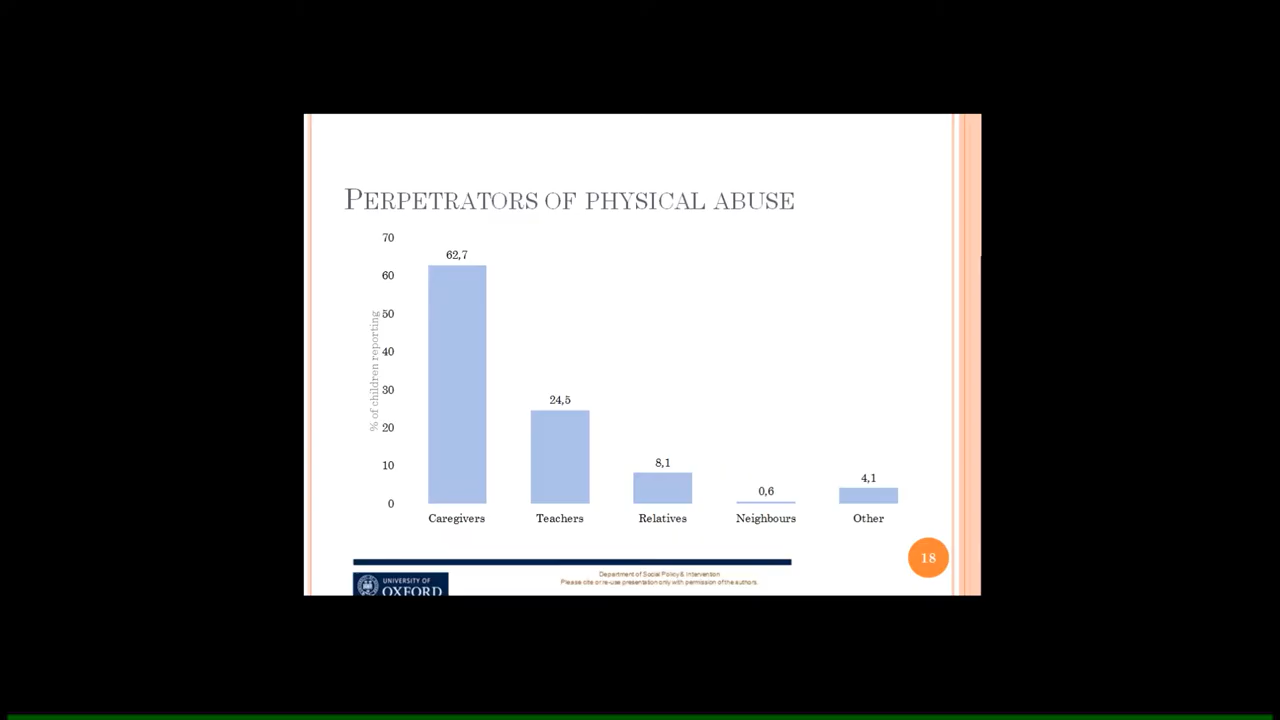 PERPETRATORS OF PHYSICAL ABUSE
70
60
50
40
30
20
10
0
% of children reporting
62,7
24,5
8,1
0,6
4,1
Caregivers
Teachers
Relatives
Neighbours
Other
18
Department of Social Policy & Intervention
Please cite or re-use presentation only with permission of the authors.
UNIVERSITY OF
OXFORD